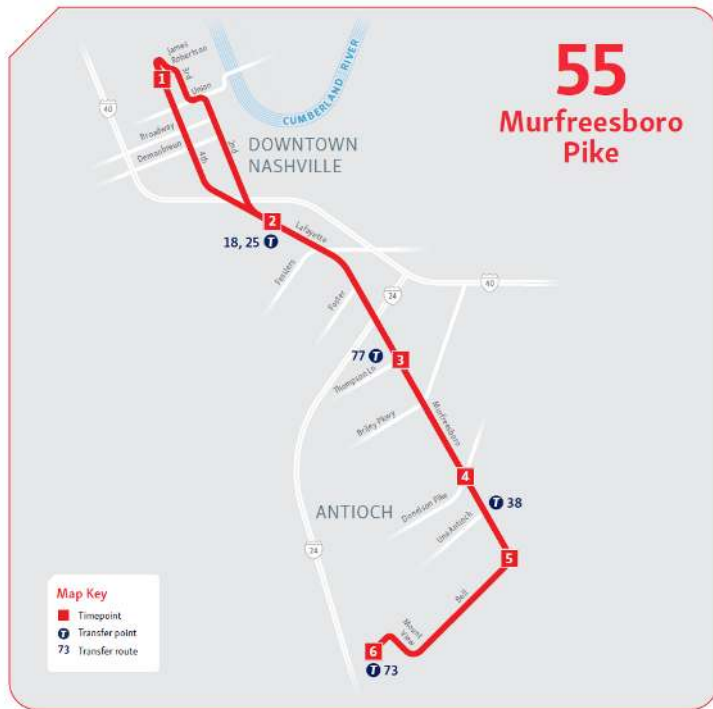 55
Murfreesboro
Pike
James
Robertson
1
3rd
Union
CUMBERLAND RIVER
40
Broadway
Demonbreun
4th
2nd
DOWNTOWN
NASHVILLE
2
18, 25 T
Lafayette
Fesslers
Foster
24
40
77 T
3
Thompson Ln
Briley Pkwy
Murfreesboro
4
Donelson Pike
T 38
ANTIOCH
Una Antioch
24
5
Bell
Mount
View
6
T 73
Map Key
Timepoint
T Transfer point
73 Transfer route